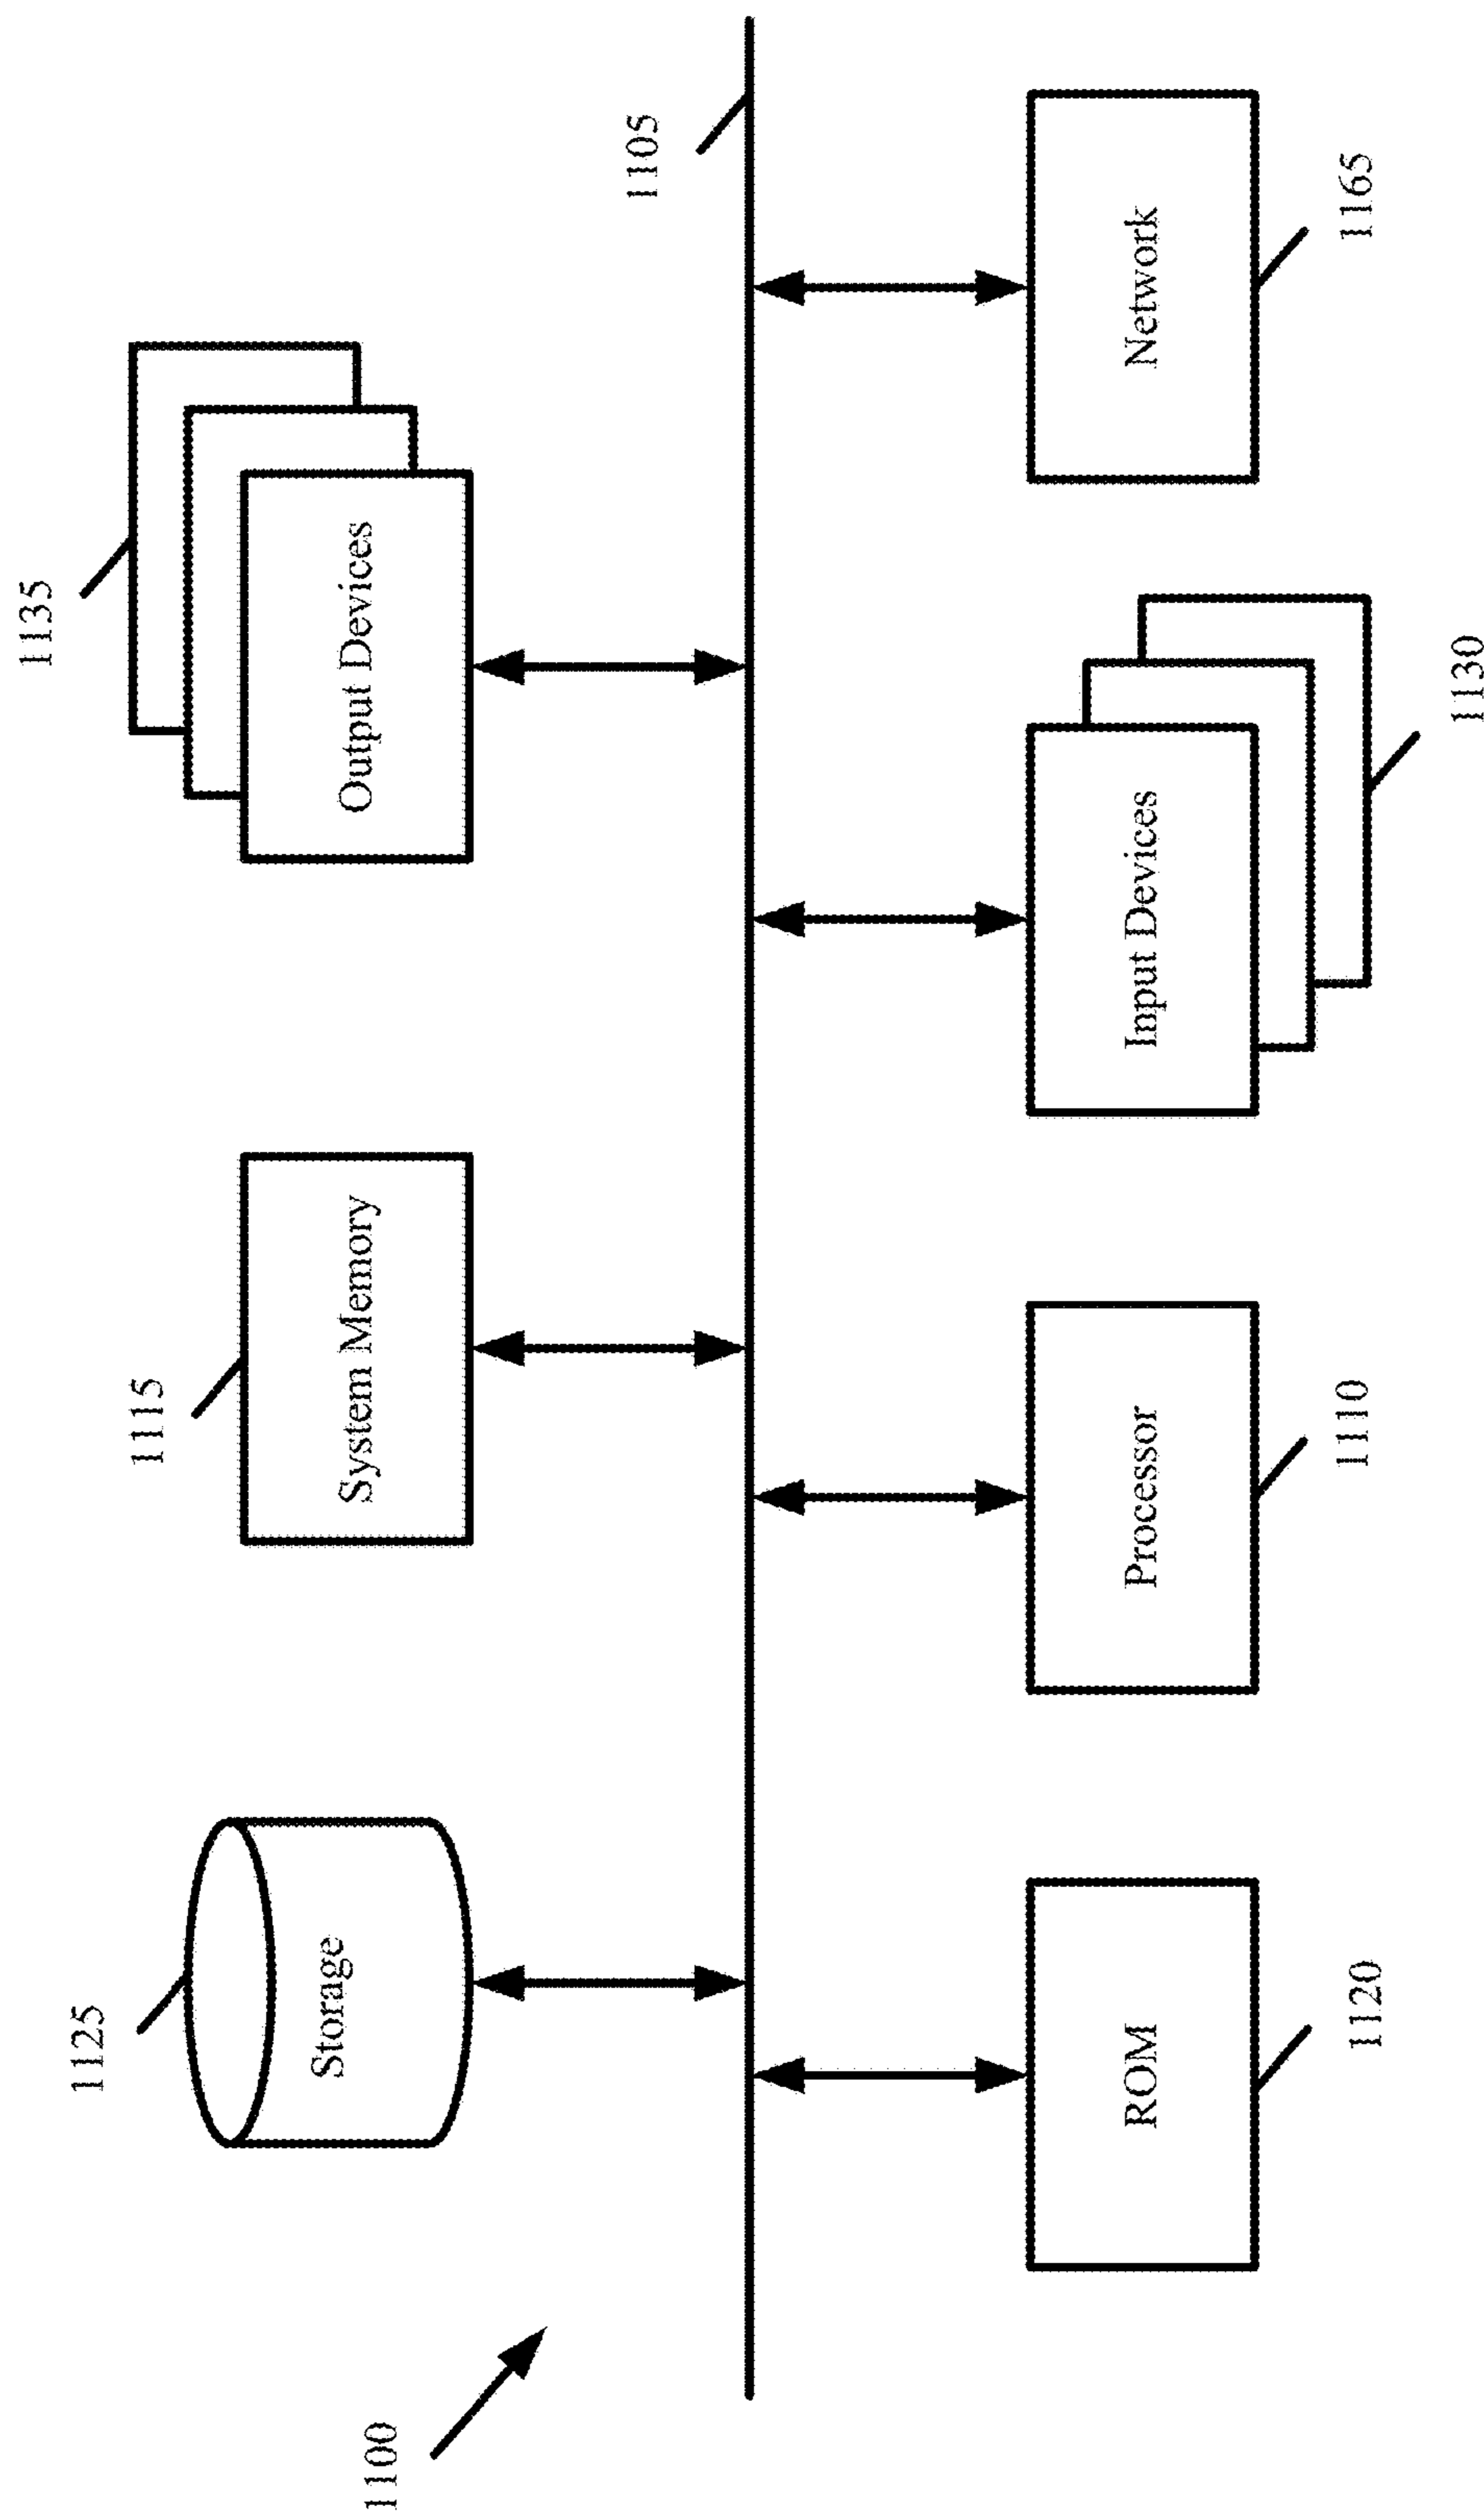 1125
1115
1135
Storage
System Memory
Output Devices
1100
1105
ROM
Processor
Input Devices
Network
1120
1110
1130
1165